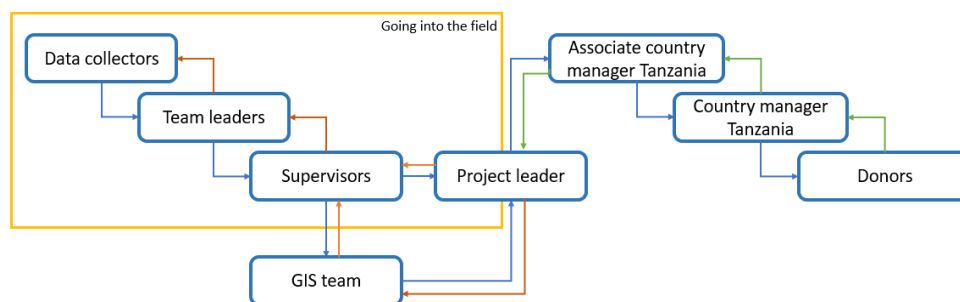 Going into the field
Data collectors
Team leaders
Supervisors
Project leader
GIS team
Associate country
manager Tanzania
Country manager
Tanzania
Donors